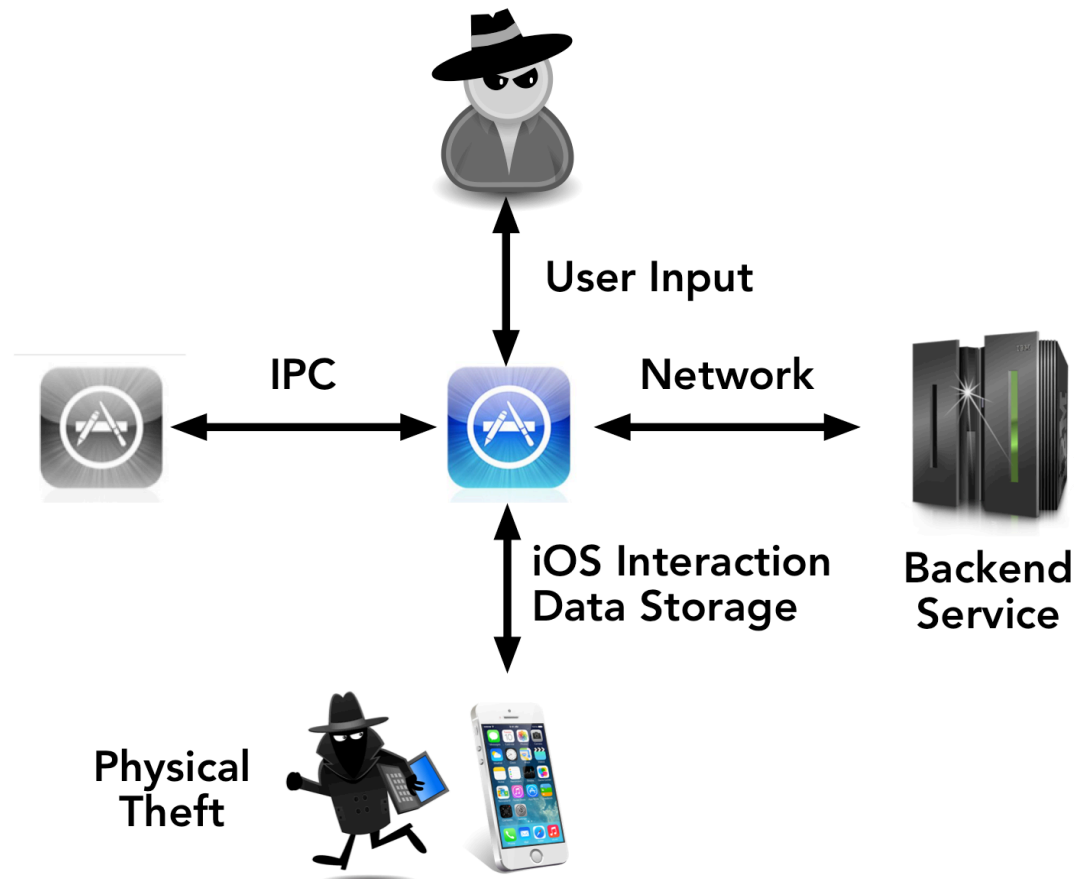 User Input
IPC
Network
iOS Interaction
Data Storage
Backend
Service
Physical
Theft